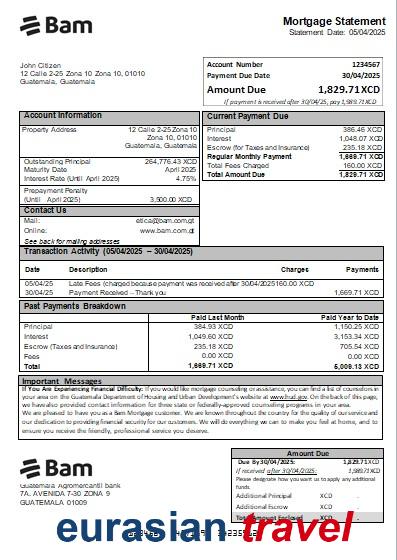 Bam
Mortgage Statement
Statement Date: 05/04/2025
John Citizen
12 Calle 2-25 Zona 10 Zona 10, 01010
Guatemala, Guatemala
Account Number 1234567
Payment Due Date 30/04/2025
Amount Due 1,829.71XCD
If payment is received after 30/04/25, pay 1,989.71XCD
Account Information
Property Address 12 Calle 2-25 Zona 10
Zona 10, 01010
Guatemala, Guatemala
Outstanding Principal 264,776.43 XCD
Maturity Date April 2025
Interest Rate (Until April 2025) 4.75%
Prepayment Penalty
(Until April 2025) 3,500.00 XCD
Contact Us
Mail: etica@bam.com.gt
Online: www.bam.com.gt
See back for mailing addresses
Current Payment Due
Principal 386.46 XCD
Interest 1,048.07 XCD
Escrow (for Taxes and Insurance) 235.18 XCD
Regular Monthly Payment 1,669.71 XCD
Total Fees Charged 160.00 XCD
Total Amount Due 1,829.71 XCD
Transaction Activity (05/04/2025 – 30/04/2025)
Date Description Charges Payments
05/04/25 Late Fees (charged because payment was received after 30/04/2025160.00 XCD
30/04/25 Payment Received – Thank you 1,669.71 XCD
Past Payments Breakdown
Paid Last Month Paid Year to Date
Principal 384.93 XCD 1,150.25 XCD
Interest 1,049.60 XCD 3,153.34 XCD
Escrow (Taxes and Insurance) 235.18 XCD 705.54 XCD
Fees 0.00 XCD 0.00 XCD
Total 1,669.71 XCD 5,009.13 XCD
Important Messages
If You Are Experiencing Financial Difficulty: If you would like mortgage counseling or assistance, you can find a list of counselors in
your area on the Guatemala Department of Housing and Urban Development's website at www.hud.gov. On the back of this page,
we have also provided contact information for three state or federally-approved counseling programs in your area.
We are pleased to have you as a Bam Mortgage customer. We are known throughout the country for the quality of our service and
our dedication to providing financial security for our customers. We will do everything we can to make you feel at home, and to
ensure you receive the friendly, professional service you deserve.
Bam
Guatemala Agromercantil bank
7A. AVENIDA 7-30 ZONA 9
GUATEMALA 01009
Amount Due
Due By 30/04/2025: 1,829.71XCD
If received after 30/04/2025: 1,989.71XCD
Please designate how you want us to apply any additional
funds.
Additional Principal XCD
Additional Escrow XCD
Total Amount Enclosed XCD
eurasian travel